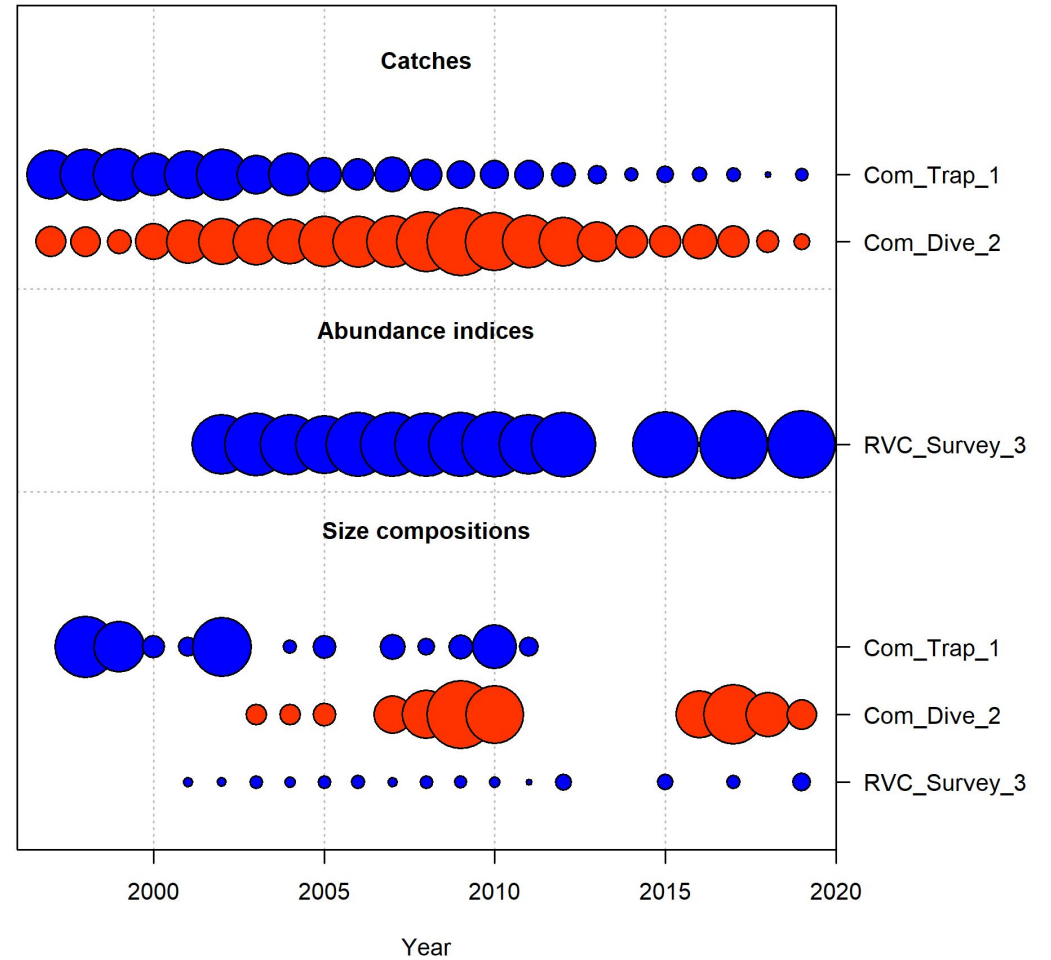 Catches
Com_Trap_1
Com_Dive_2
Abundance indices
RVC_Survey_3
Size compositions
Com_Trap_1
Com_Dive_2
RVC_Survey_3
2000 2005 2010 2015 2020
Year